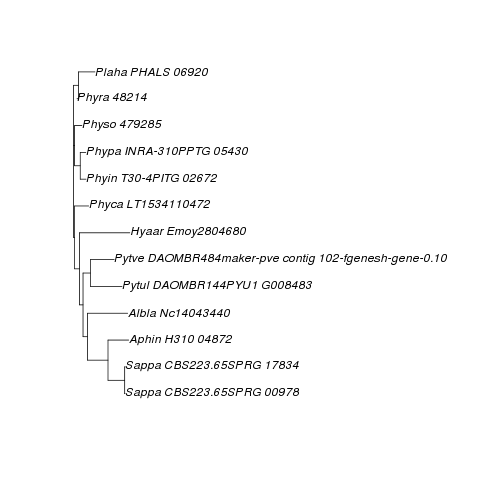 Plaha PHALS 06920
Phyra 48214
Physo 479285
Phypa INRA-310PPTG 05430
Phyin T30-4PITG 02672
Phyca LT1534110472
Hyaar Emoy2804680
Pytve DAOMBR484maker-pve contig 102-fgenesh-gene-0.10
Pytul DAOMBR144PYU1 G008483
Albla Nc14043440
Aphin H310 04872
Sappa CBS223.65SPRG 17834
Sappa CBS223.65SPRG 00978